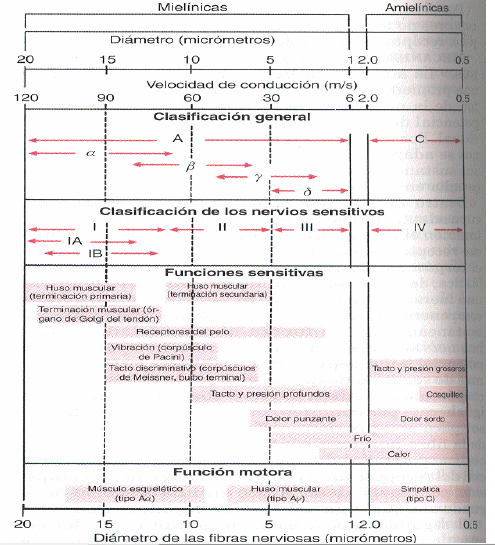 Mielínicas Amielínicas
Diámetro (micrómetros)
20 15 10 5 1 2.0 0.5
Velocidad de conducción (m/s)
120 90 60 30 6 2.0 0.5
Clasificación general
A C
α
β
γ
δ
Clasificación de los nervios sensitivos
I II III IV
IA
IB
Funciones sensitivas
Huso muscular
(terminación primaria)
Huso muscular
(terminación secundaria)
Terminación muscular (ór-
gano de Golgi del tendón)
Receptores del pelo
Vibración (corpúsculo
de Pacini)
Tacto discriminativo (corpúsculos
de Meissner, bulbo terminal)
Tacto y presión groseros
Tacto y presión profundos
Cosquilleo
Dolor punzante Dolor sordo
Frío
Calor
Función motora
Músculo esquelético
(tipo Aα)
Huso muscular
(tipo Aγ)
Simpática
(tipo C)
20 15 10 5 1 2.0 0.5
Diámetro de las fibras nerviosas (micrómetros)